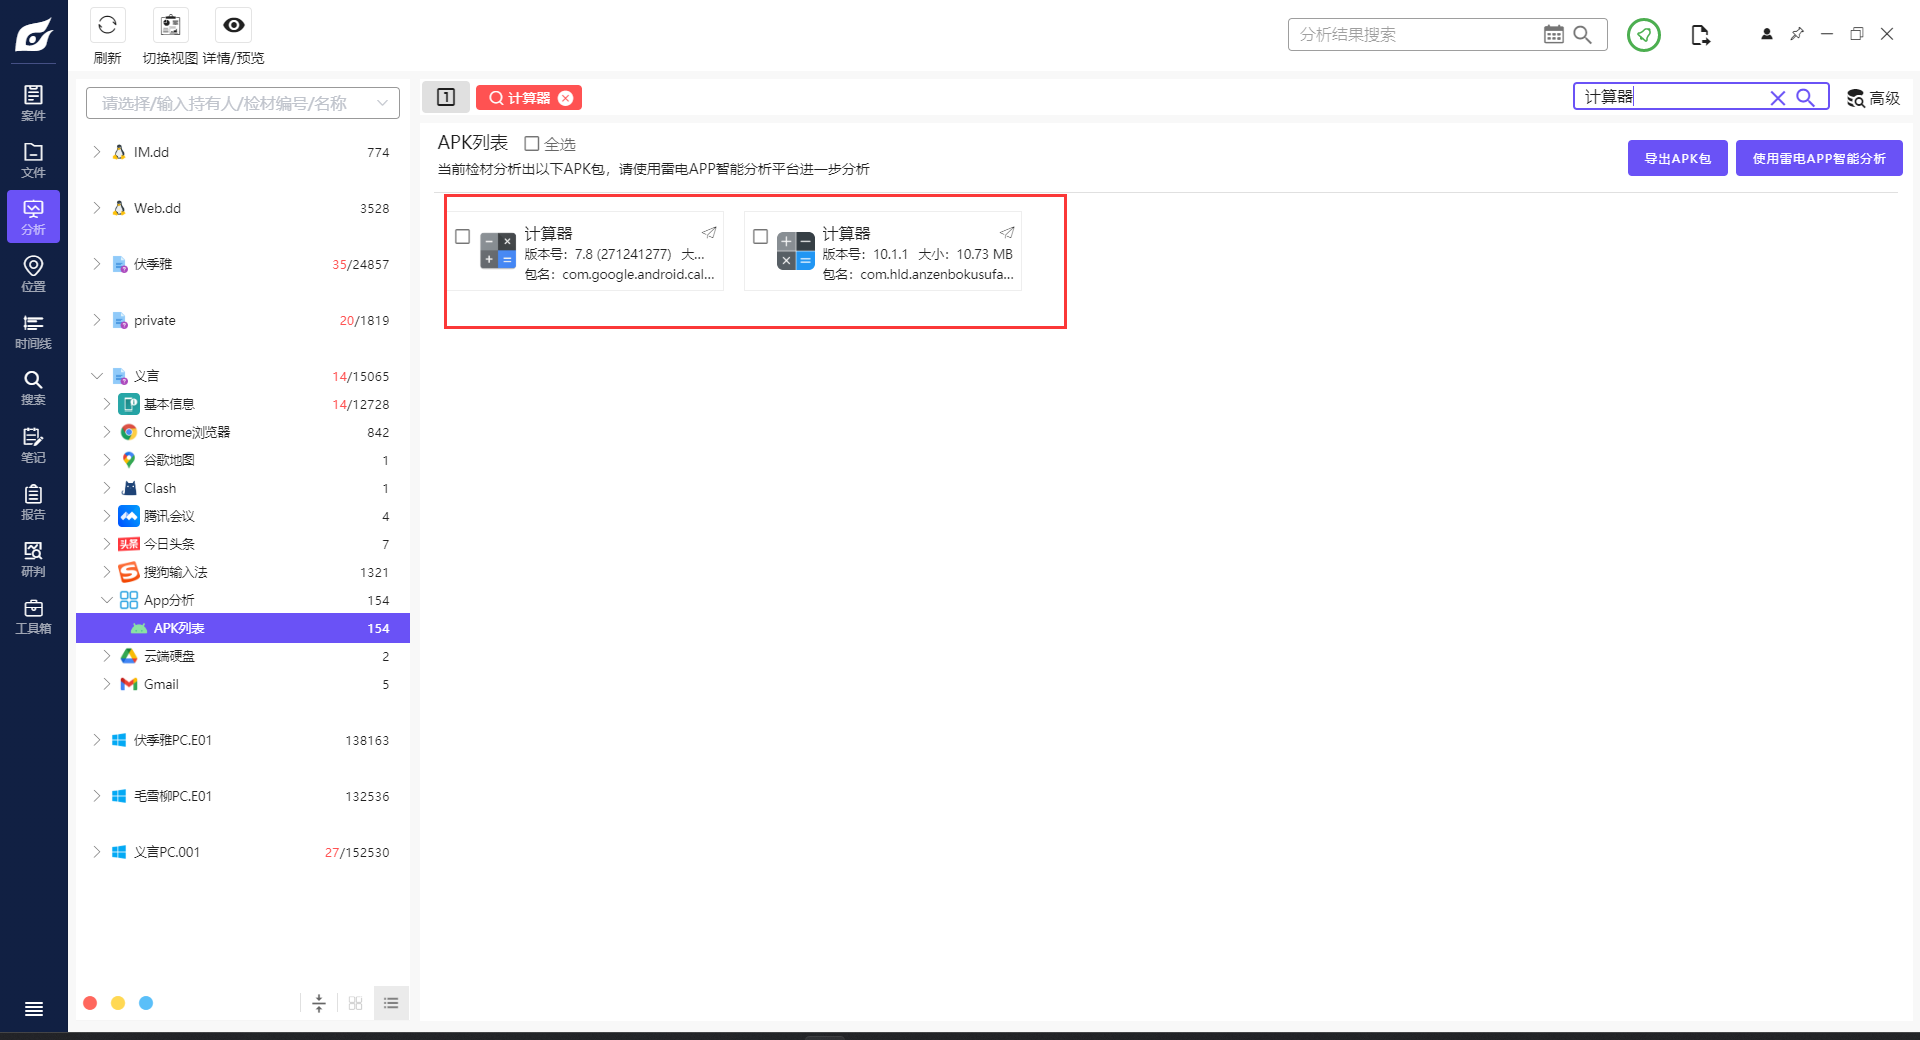 刷新
切换视图
详情/预览
分析结果搜索
案件
文件
分析
位置
时间线
搜索
笔记
报告
研判
工具箱
请选择/输入持有人/检材编号/名称
IM.dd 774
Web.dd 3528
伏季雅 35/24857
private 20/1819
义言 14/15065
基本信息 14/12728
Chrome浏览器 842
谷歌地图 1
Clash 1
腾讯会议 4
头条 今日头条 7
搜狗输入法 1321
App分析 154
APK列表 154
云端硬盘 2
Gmail 5
伏季雅PC.E01 138163
毛雪柳PC.E01 132536
义言PC.001 27/152530
1
计算器
计算器
高级
APK列表 全选
当前检材分析出以下APK包，请使用雷电APP智能分析平台进一步分析
导出APK包
使用雷电APP智能分析
计算器
版本号：7.8 (271241277) 大...
包名：com.google.android.cal...
计算器
版本号：10.1.1 大小：10.73 MB
包名：com.hld.anzenbokusufa...